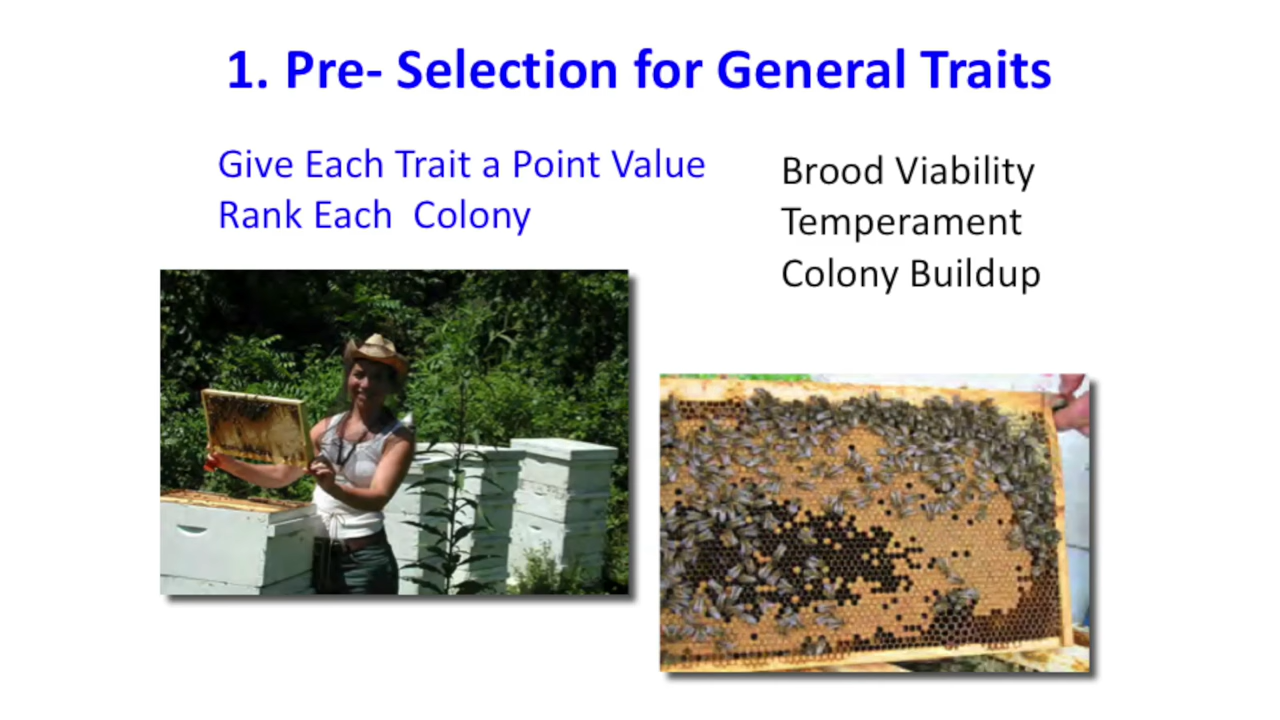 1. Pre- Selection for General Traits
Give Each Trait a Point Value
Rank Each  Colony
Brood Viability
Temperament
Colony Buildup